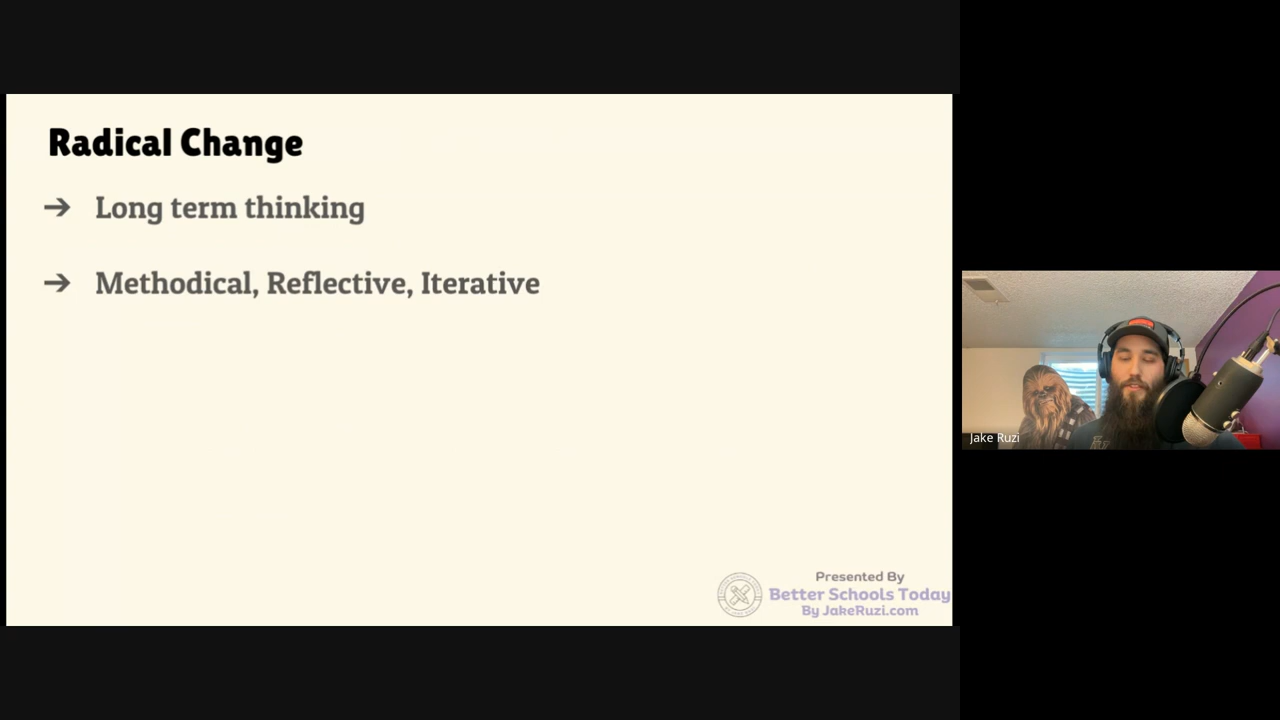 Radical Change
➔ Long term thinking
➔ Methodical, Reflective, Iterative
Presented By
Better Schools Today
By JakeRuzi.com
Jake Ruzi